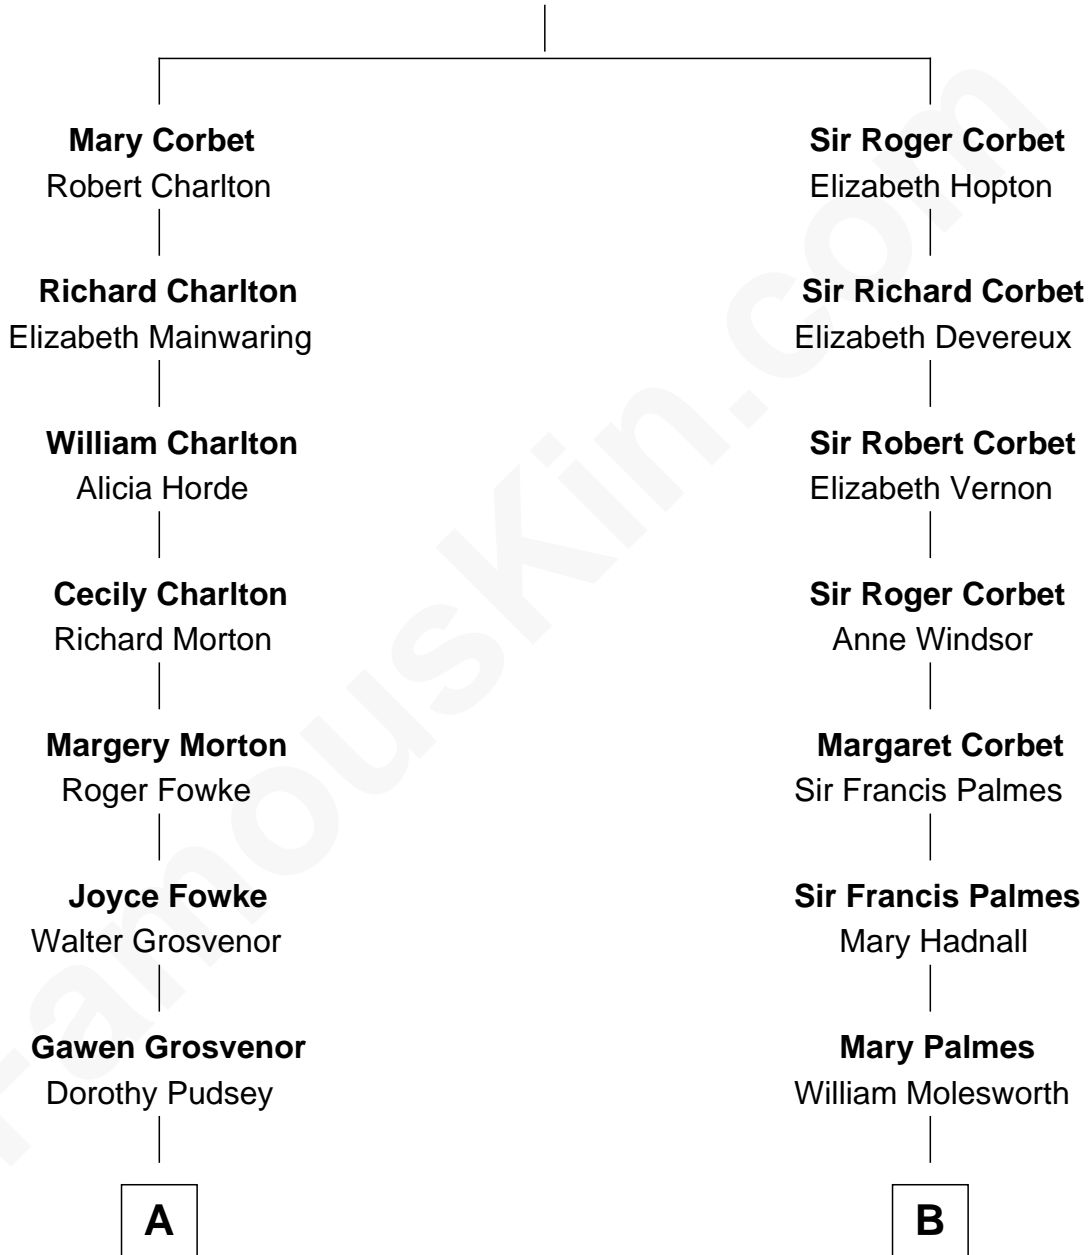 Mary Corbet
Robert Charlton
Richard Charlton
Elizabeth Mainwaring
William Charlton
Alicia Horde
Cecily Charlton
Richard Morton
Margery Morton
Roger Fowke
Joyce Fowke
Walter Grosvenor
Gawen Grosvenor
Dorothy Pudsey
A
Sir Roger Corbet
Elizabeth Hopton
Sir Richard Corbet
Elizabeth Devereux
Sir Robert Corbet
Elizabeth Vernon
Sir Roger Corbet
Anne Windsor
Margaret Corbet
Sir Francis Palmes
Sir Francis Palmes
Mary Hadnall
Mary Palmes
William Molesworth
B
FamousKin.com